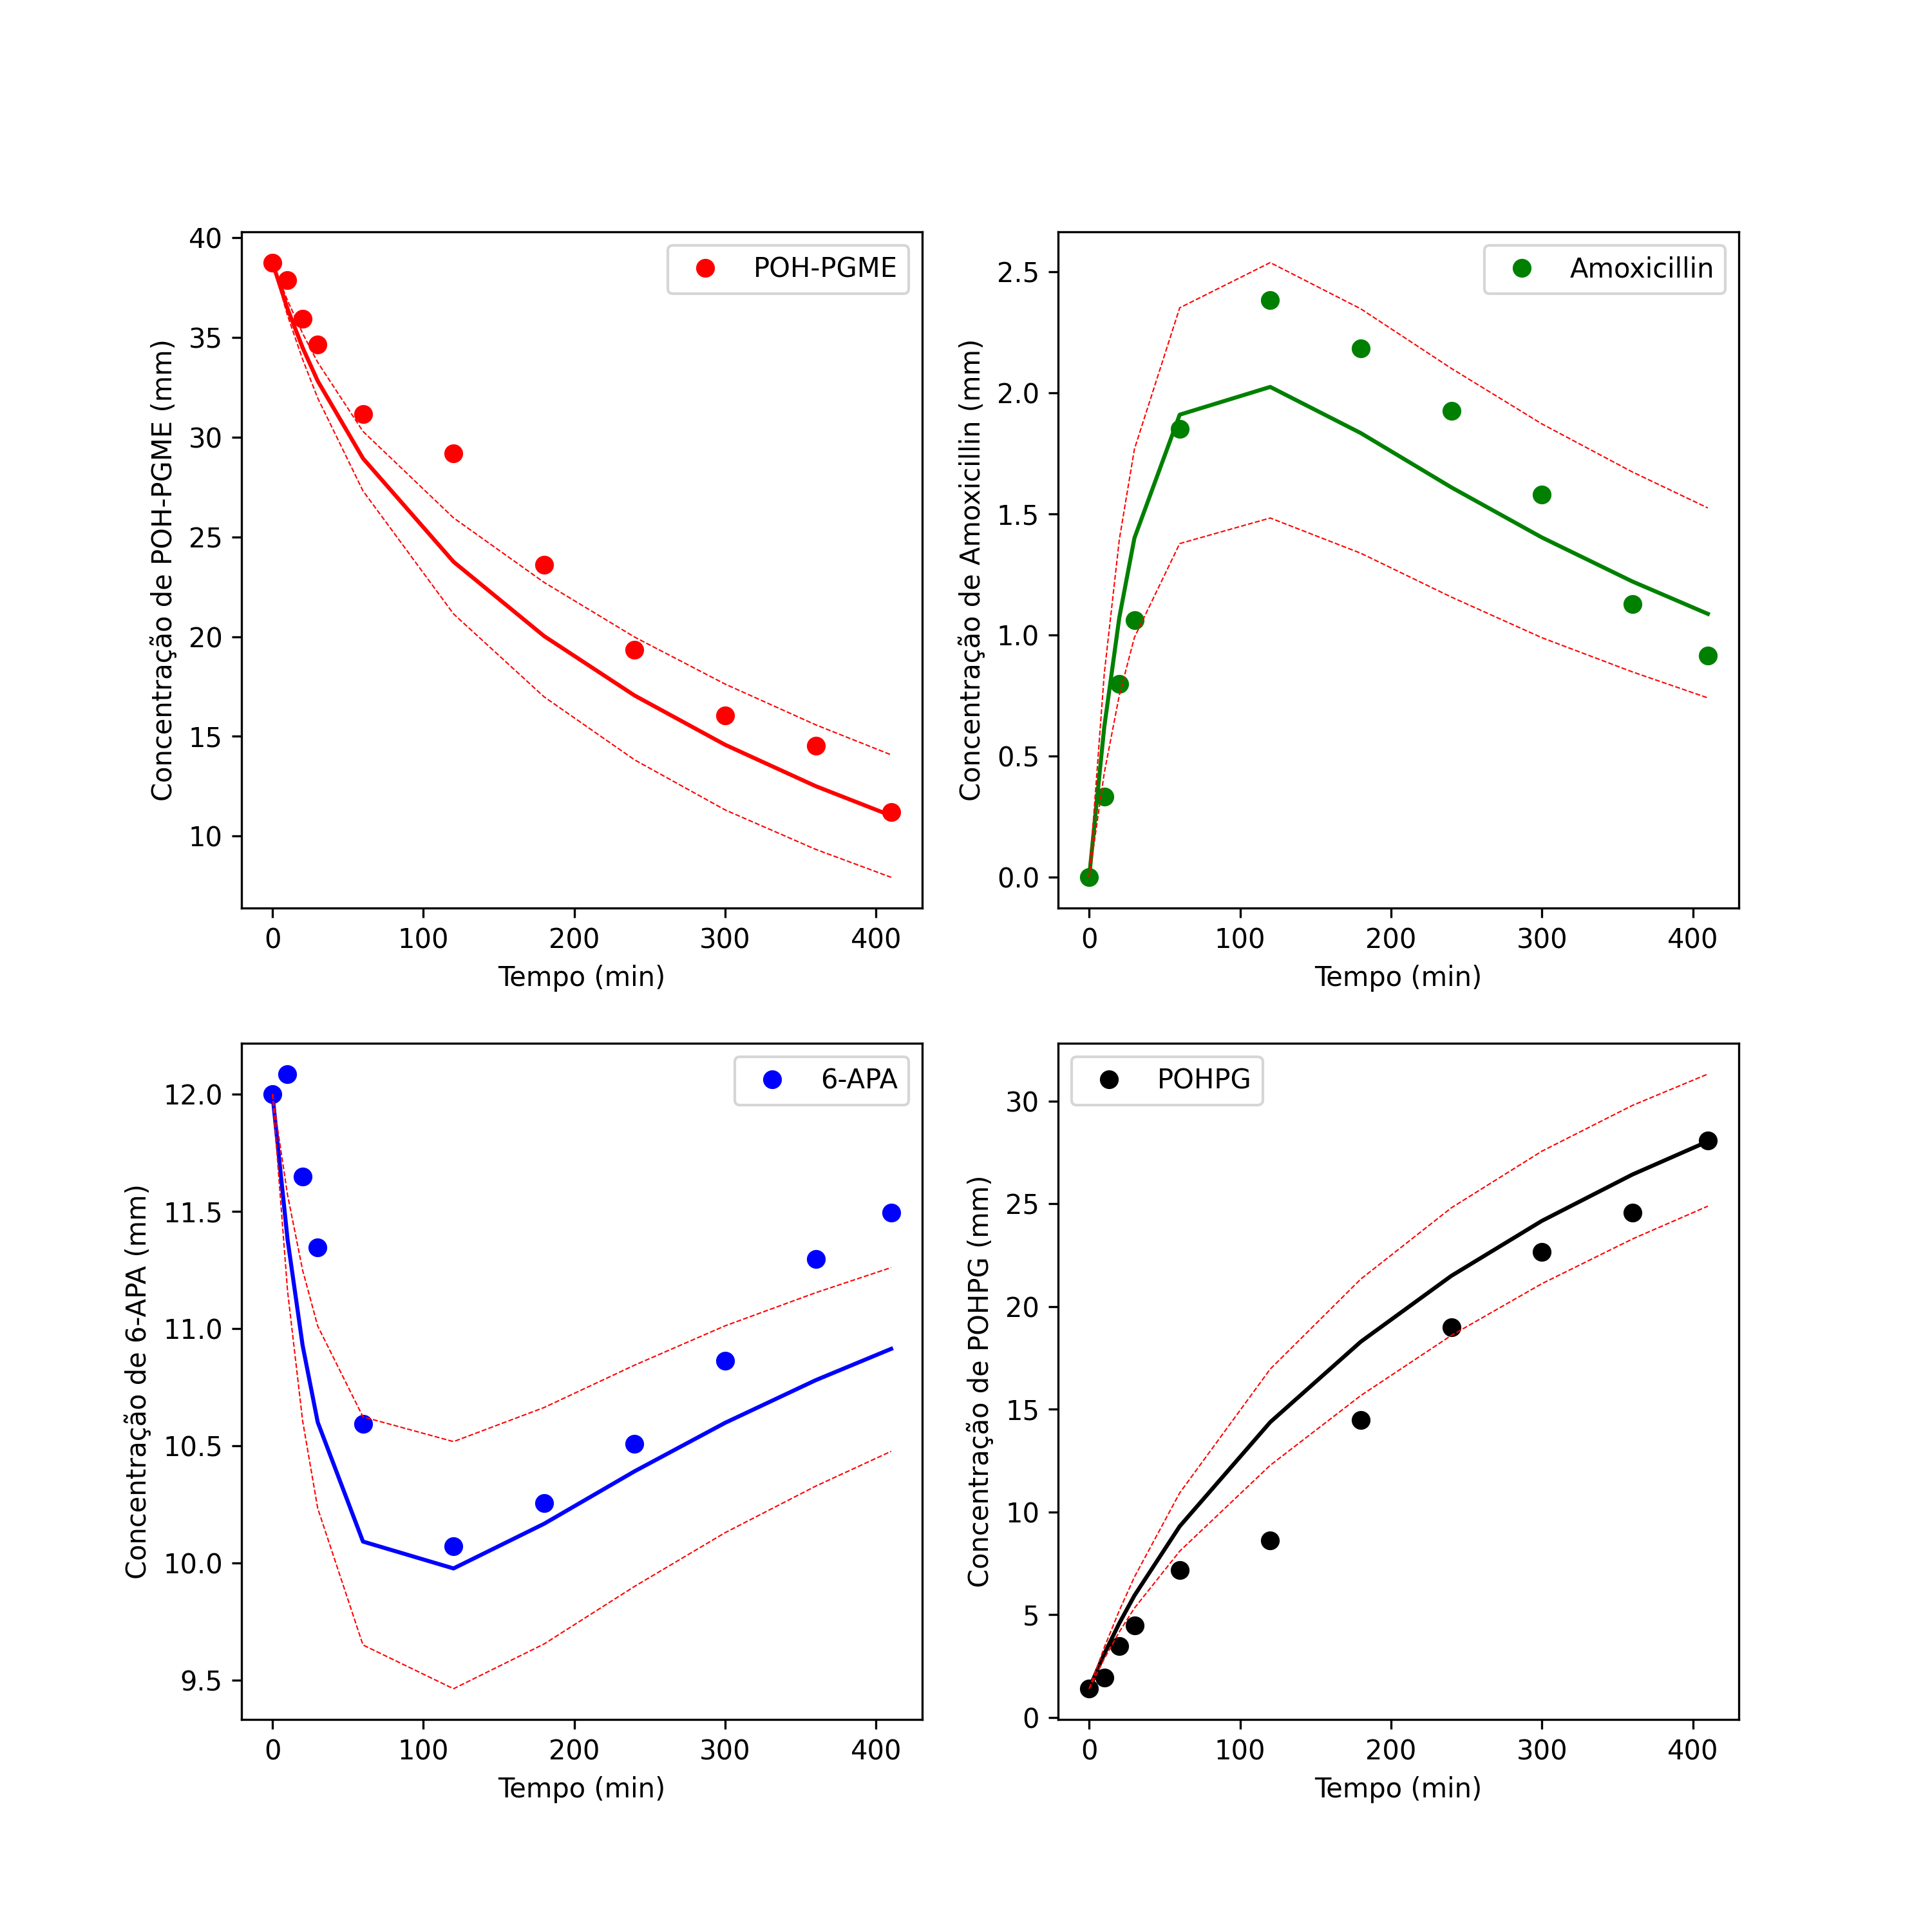 POH-PGME
Concentração de POH-PGME (mm)
40
35
30
25
20
15
10
0 100 200 300 400
Tempo (min)
Amoxicillin
Concentração de Amoxicillin (mm)
2.5
2.0
1.5
1.0
0.5
0.0
0 100 200 300 400
Tempo (min)
6-APA
Concentração de 6-APA (mm)
12.0
11.5
11.0
10.5
10.0
9.5
0 100 200 300 400
Tempo (min)
POHPG
Concentração de POHPG (mm)
30
25
20
15
10
5
0
0 100 200 300 400
Tempo (min)